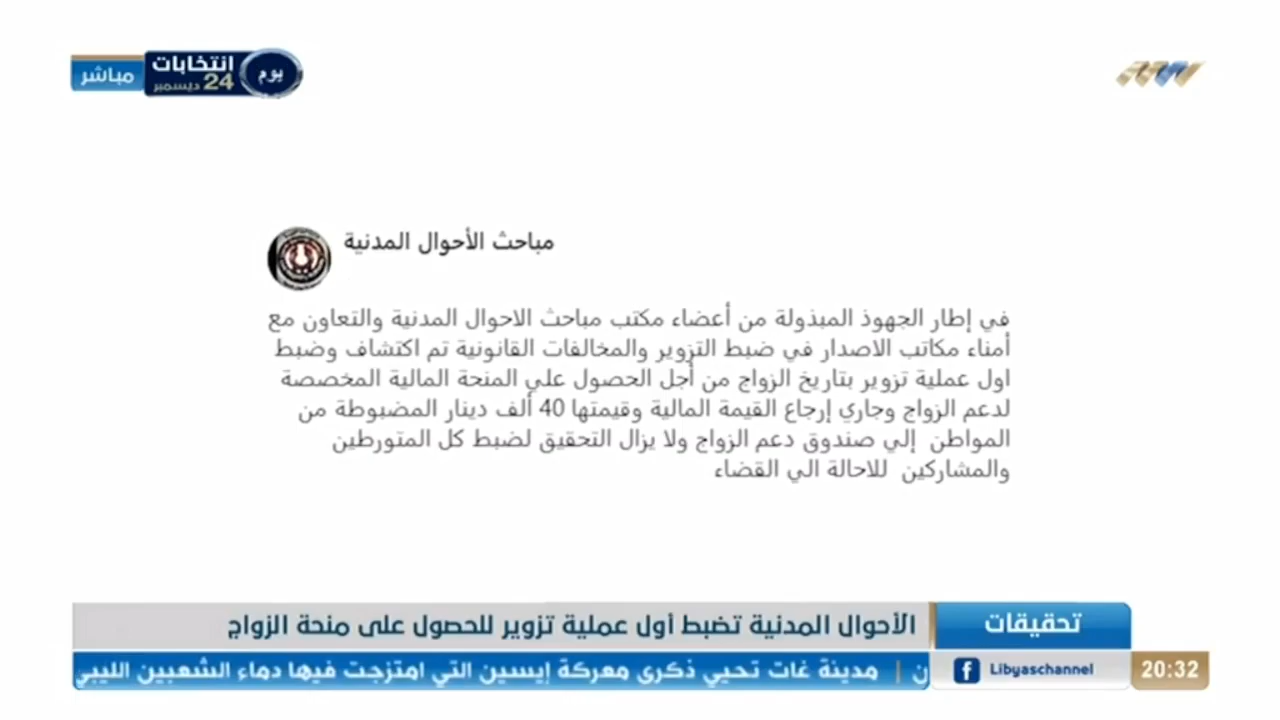 يوم
انتخابات
24 ديسمبر
مباشر
مباحث الأحوال المدنية
في إطار الجهوذ المبذولة من أعضاء مكتب مباحث الاحوال المدنية والتعاون مع
أمناء مكاتب الاصدار في ضبط التزوير والمخالفات القانونية تم اكتشاف وضبط
اول عملية تزوير بتاريخ الزواج من أجل الحصول علي المنحة المالية المخصصة
لدعم الزواج وجاري إرجاع القيمة المالية وقيمتها 40 ألف دينار المضبوطة من
المواطن إلي صندوق دعم الزواج ولا يزال التحقيق لضبط كل المتورطين
والمشاركين للاحالة الي القضاء
تحقيقات
الأحوال المدنية تضبط أول عملية تزوير للحصول على منحة الزواج
ن | مدينة غات تحيي ذكرى معركة إيسين التي امتزجت فيها دماء الشعبين الليبي
Libyaschannel
20:32